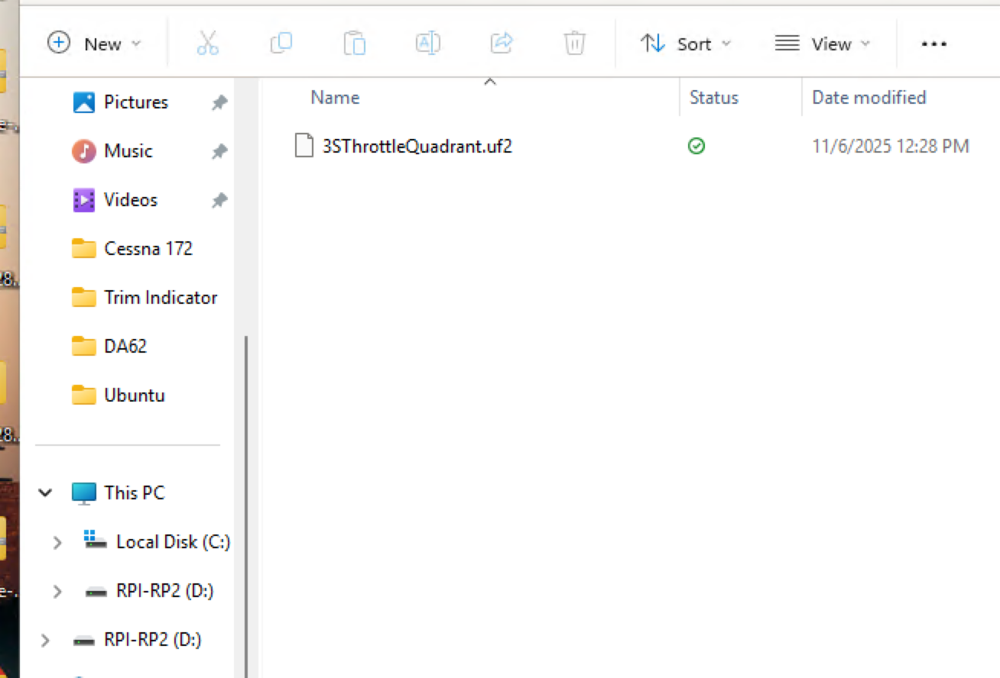 New Sort View
Name Status Date modified
Pictures
3SThrottleQuadrant.uf2 11/6/2025 12:28 PM
Music
Videos
Cessna 172
Trim Indicator
DA62
Ubuntu
This PC
Local Disk (C:)
RPI-RP2 (D:)
RPI-RP2 (D:)